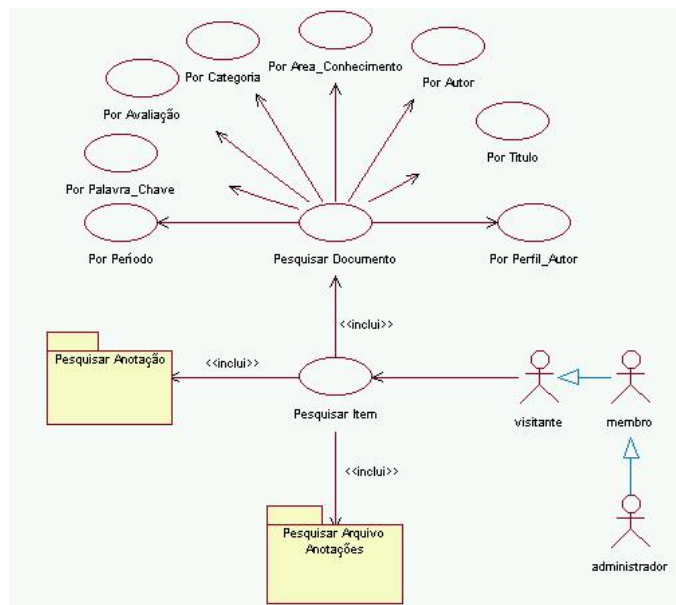 Por Area_Conhecimento
Por Categoria
Por Autor
Por Avaliação
Por Titulo
Por Palavra_Chave
Por Período
Pesquisar Documento
Por Perfil_Autor
<<inclui>>
Pesquisar Anotação
<<inclui>>
Pesquisar Item
visitante
membro
<<inclui>>
Pesquisar Arquivo
Anotações
administrador